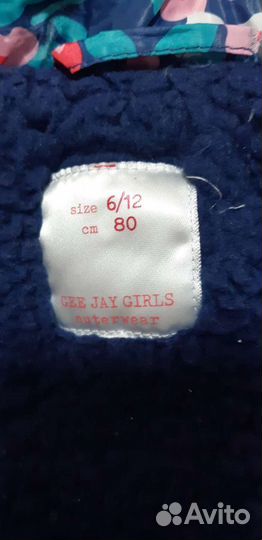 size 6/12
cm 80
GEE JAY GIRLS
outerwear
Avito